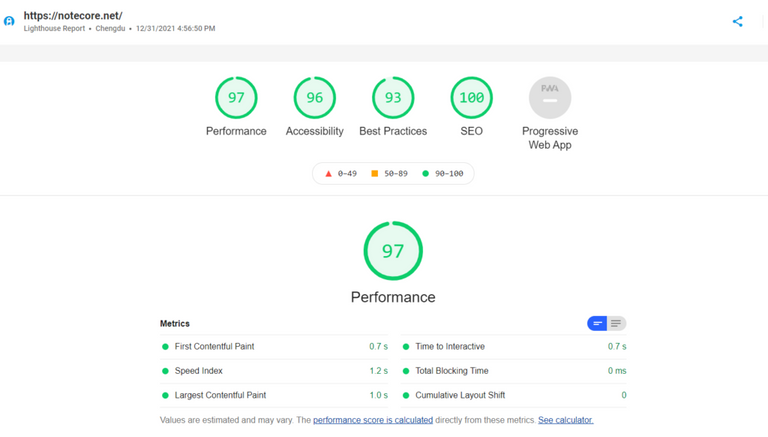 https://notecore.net/
Lighthouse Report • Chengdu • 12/31/2021 4:56:50 PM
97 96 93 100 PWA
Performance Accessibility Best Practices SEO Progressive Web App
0–49 50–89 90–100
97
Performance
Metrics
First Contentful Paint 0.7 s Time to Interactive 0.7 s
Speed Index 1.2 s Total Blocking Time 0 ms
Largest Contentful Paint 1.0 s Cumulative Layout Shift 0
Values are estimated and may vary. The performance score is calculated directly from these metrics. See calculator.